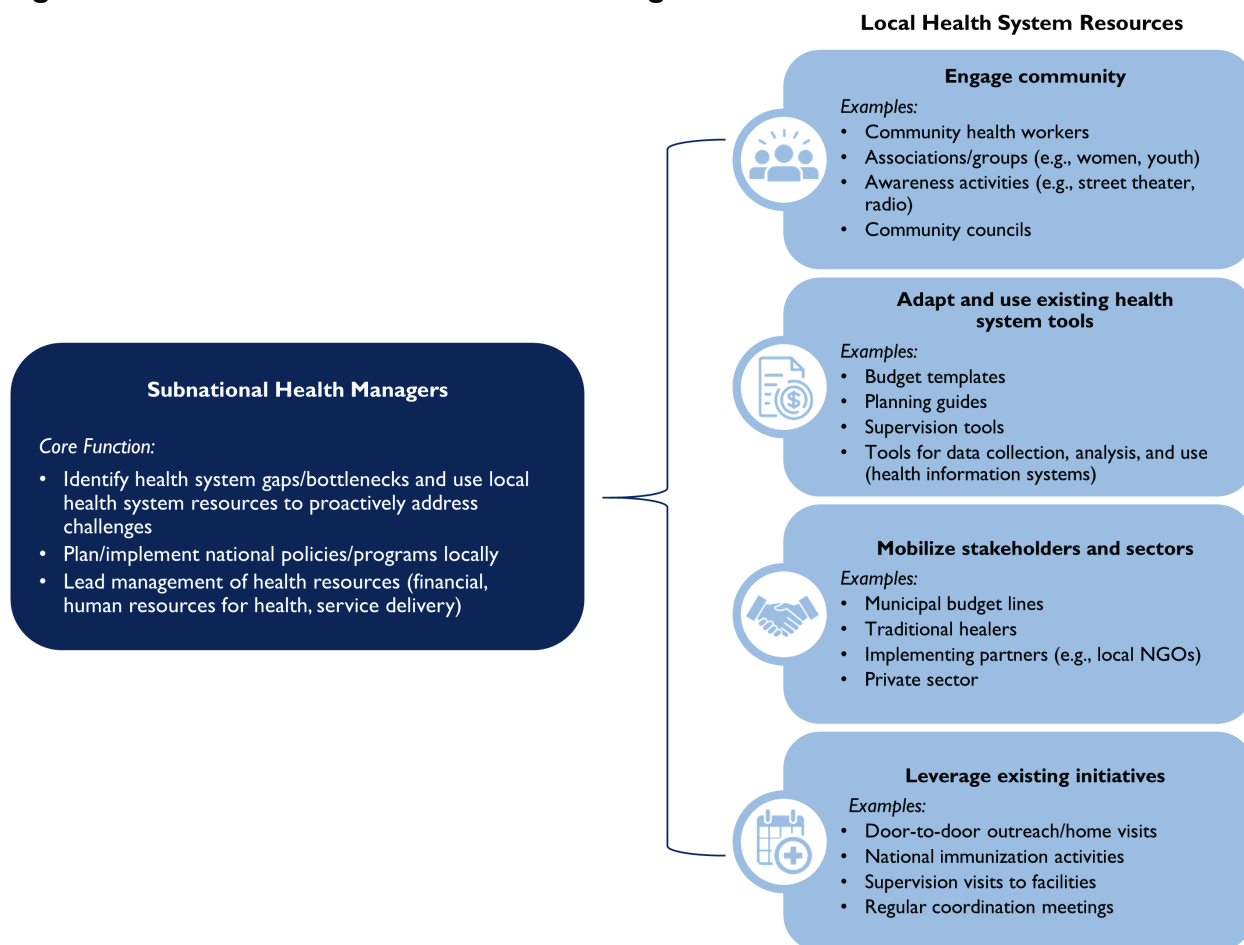 Local Health System Resources
Engage community
Examples:
• Community health workers
• Associations/groups (e.g., women, youth)
• Awareness activities (e.g., street theater,
radio)
• Community councils
Adapt and use existing health
system tools
Examples:
• Budget templates
• Planning guides
• Supervision tools
• Tools for data collection, analysis, and use
(health information systems)
Subnational Health Managers
Core Function:
• Identify health system gaps/bottlenecks and use local
health system resources to proactively address
challenges
• Plan/implement national policies/programs locally
• Lead management of health resources (financial,
human resources for health, service delivery)
Mobilize stakeholders and sectors
Examples:
• Municipal budget lines
• Traditional healers
• Implementing partners (e.g., local NGOs)
• Private sector
Leverage existing initiatives
Examples:
• Door-to-door outreach/home visits
• National immunization activities
• Supervision visits to facilities
• Regular coordination meetings